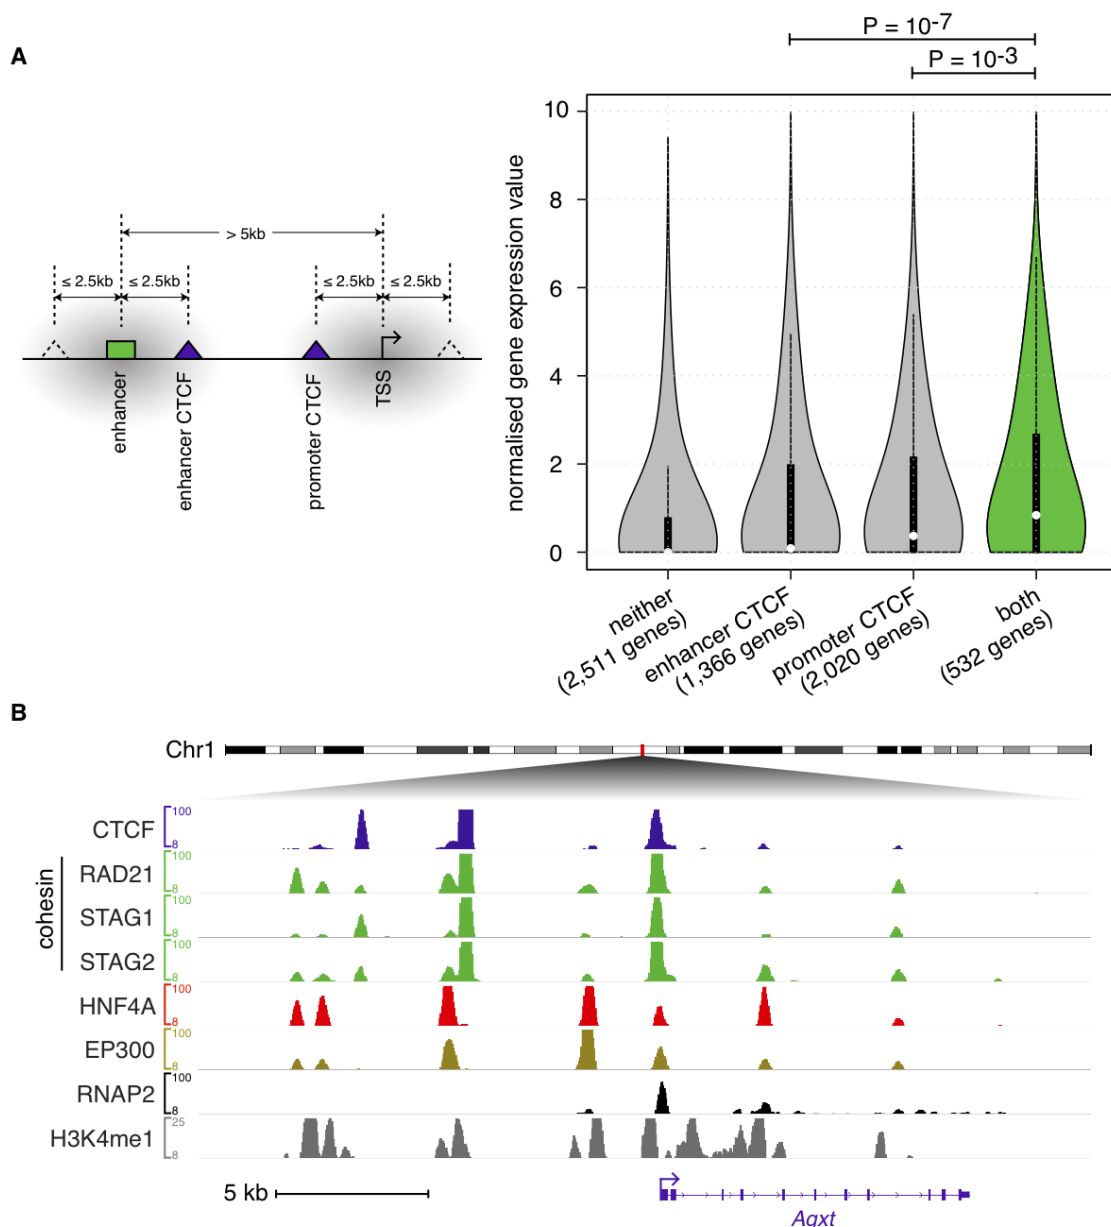 A
P = 10-7
P = 10-3
> 5kb
≤ 2.5kb
≤ 2.5kb
≤ 2.5kb
≤ 2.5kb
enhancer
enhancer CTCF
promoter CTCF
TSS
normalised gene expression value
10
8
6
4
2
0
neither
(2,511 genes)
enhancer CTCF
(1,366 genes)
promoter CTCF
(2,020 genes)
both
(532 genes)
B
Chr1
cohesin
CTCF
100
8
RAD21
100
8
STAG1
100
8
STAG2
100
8
HNF4A
100
8
EP300
100
8
RNAP2
100
8
H3K4me1
25
8
5 kb
Agxt